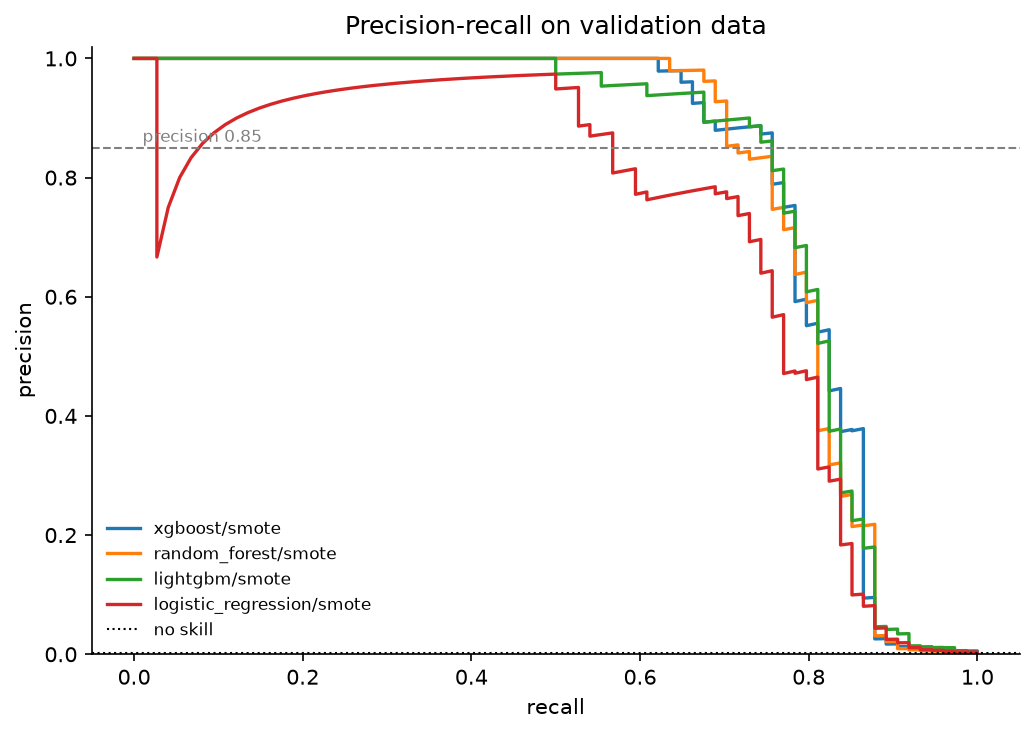 Precision-recall on validation data
precision
1.0
0.8
0.6
0.4
0.2
0.0
precision 0.85
xgboost/smote
random_forest/smote
lightgbm/smote
logistic_regression/smote
no skill
0.0 0.2 0.4 0.6 0.8 1.0
recall